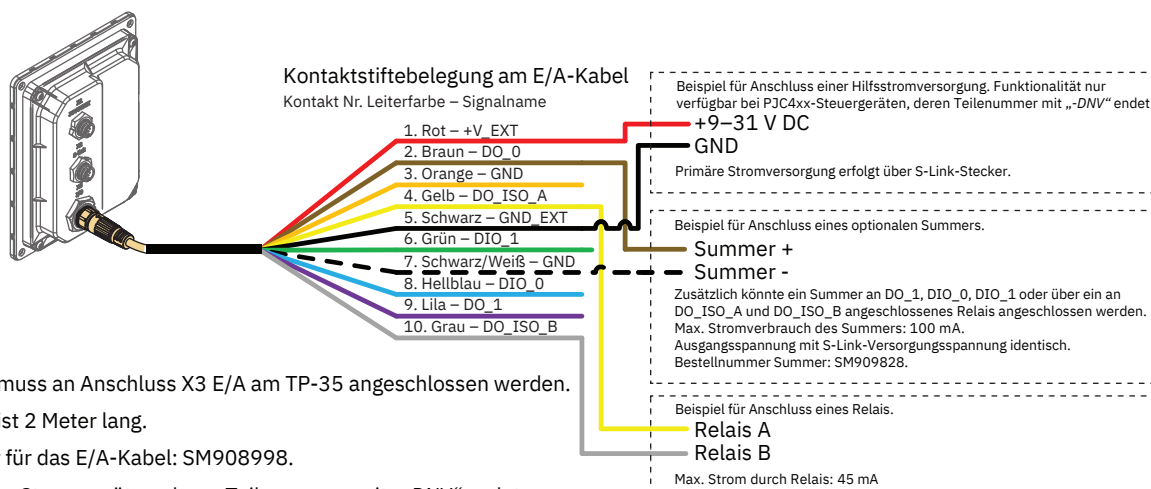 Kontaktstiftebelegung am E/A-Kabel
Kontakt Nr. Leiterfarbe – Signalname
1. Rot – +V_EXT
2. Braun – DO_0
3. Orange – GND
4. Gelb – DO_ISO_A
5. Schwarz – GND_EXT
6. Grün – DIO_1
7. Schwarz/Weiß – GND
8. Hellblau – DIO_0
9. Lila – DO_1
10. Grau – DO_ISO_B
Beispiel für Anschluss einer Hilfsstromversorgung. Funktionalität nur
verfügbar bei PJC4xx-Steuergeräten, deren Teilenummer mit „-DNV“ endet
+9–31 V DC
GND
Primäre Stromversorgung erfolgt über S-Link-Stecker.
Beispiel für Anschluss eines optionalen Summers.
Summer +
Summer -
Zusätzlich könnte ein Summer an DO_1, DIO_0, DIO_1 oder über ein an
DO_ISO_A und DO_ISO_B angeschlossenes Relais angeschlossen werden.
Max. Stromverbrauch des Summers: 100 mA.
Ausgangsspannung mit S-Link-Versorgungsspannung identisch.
Bestellnummer Summer: SM909828.
Beispiel für Anschluss eines Relais.
Relais A
Relais B
Max. Strom durch Relais: 45 mA
muss an Anschluss X3 E/A am TP-35 angeschlossen werden.
ist 2 Meter lang.
für das E/A-Kabel: SM908998.